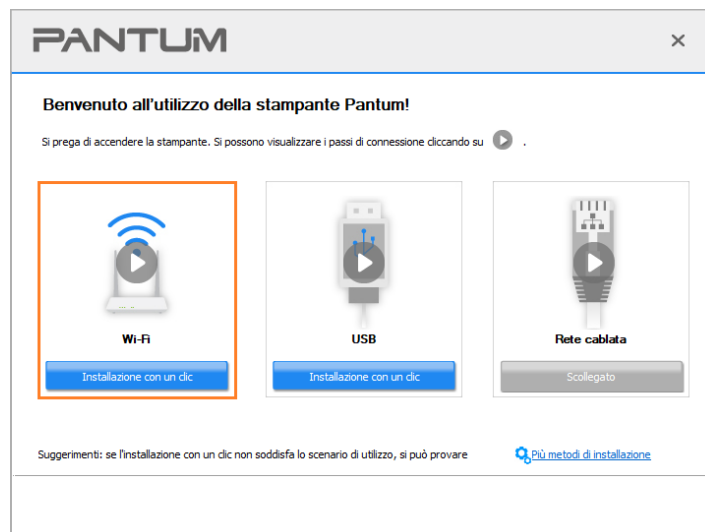 PANTUM
Benvenuto all'utilizzo della stampante Pantum!
Si prega di accendere la stampante. Si possono visualizzare i passi di connessione cliccando su .
Wi-Fi
USB
Rete cablata
Installazione con un clic
Installazione con un clic
Scollegato
Suggerimenti: se l'installazione con un clic non soddisfa lo scenario di utilizzo, si può provare Più metodi di installazione